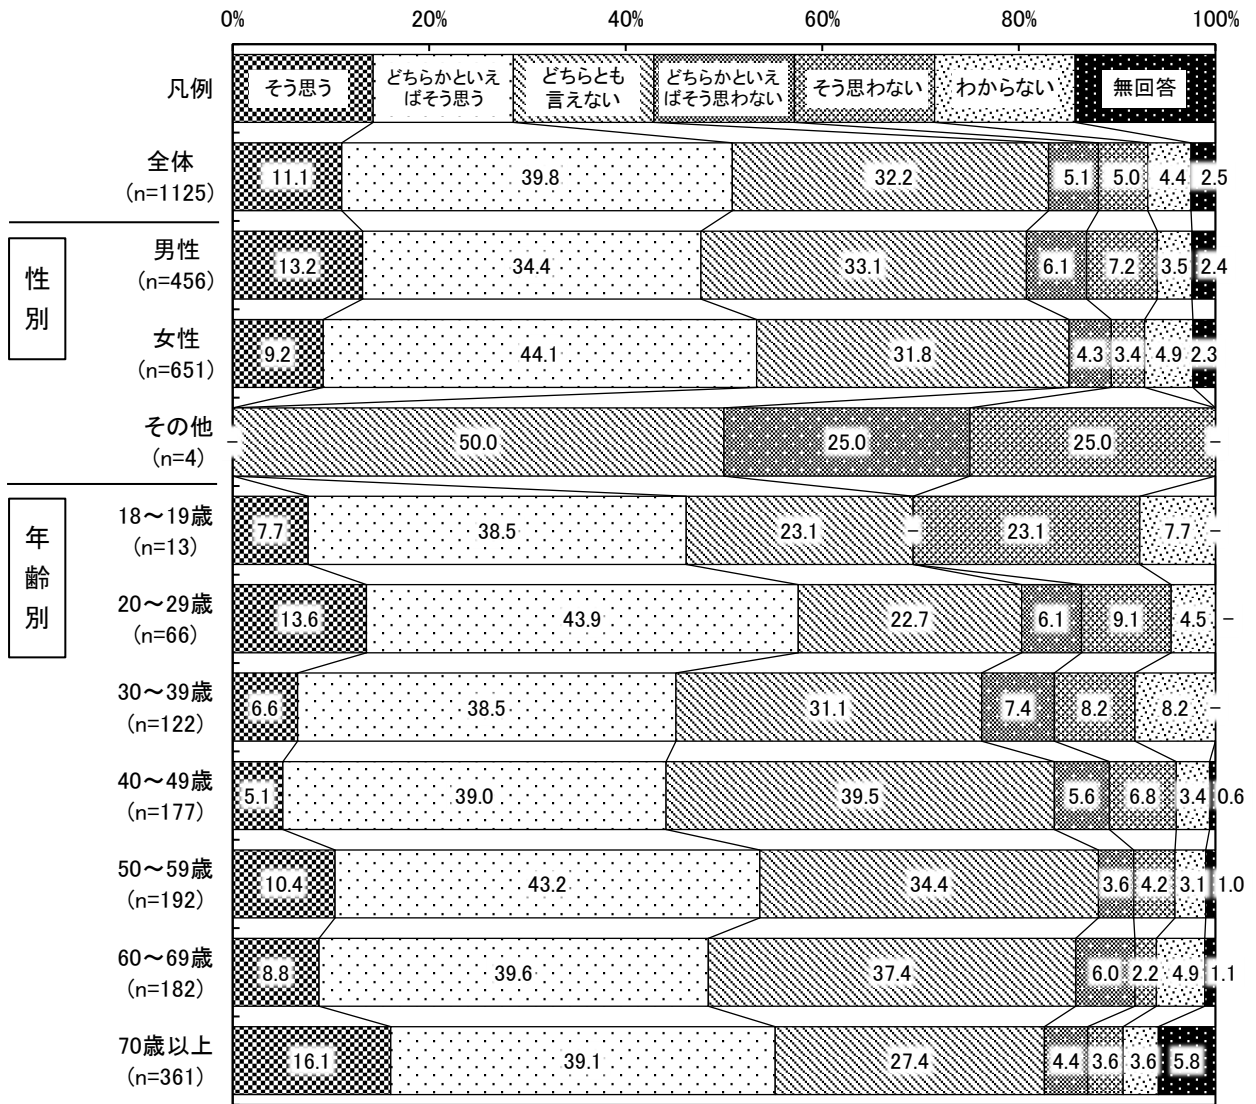 0% 20% 40% 60% 80% 100%
凡例
そう思う
どちらかといえ
ばそう思う
どちらとも
言えない
どちらかといえ
ばそう思わない
そう思わない
わからない
無回答
全体
(n=1125)
11.1 39.8 32.2 5.1 5.0 4.4 2.5
性別
男性
(n=456)
13.2 34.4 33.1 6.1 7.2 3.5 2.4
女性
(n=651)
9.2 44.1 31.8 4.3 3.4 4.9 2.3
その他
(n=4)
– 50.0 25.0 25.0 –
年齢別
18～19歳
(n=13)
7.7 38.5 23.1 – 23.1 7.7 –
20～29歳
(n=66)
13.6 43.9 22.7 6.1 9.1 4.5 –
30～39歳
(n=122)
6.6 38.5 31.1 7.4 8.2 8.2 –
40～49歳
(n=177)
5.1 39.0 39.5 5.6 6.8 3.4 0.6
50～59歳
(n=192)
10.4 43.2 34.4 3.6 4.2 3.1 1.0
60～69歳
(n=182)
8.8 39.6 37.4 6.0 2.2 4.9 1.1
70歳以上
(n=361)
16.1 39.1 27.4 4.4 3.6 3.6 5.8